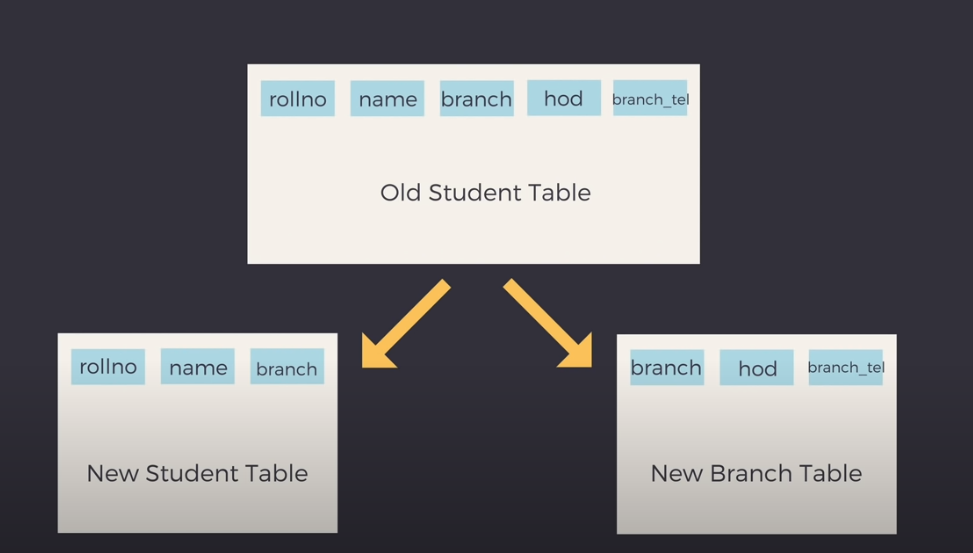 rollno name branch hod branch_tel
Old Student Table
rollno name branch
New Student Table
branch hod branch_tel
New Branch Table